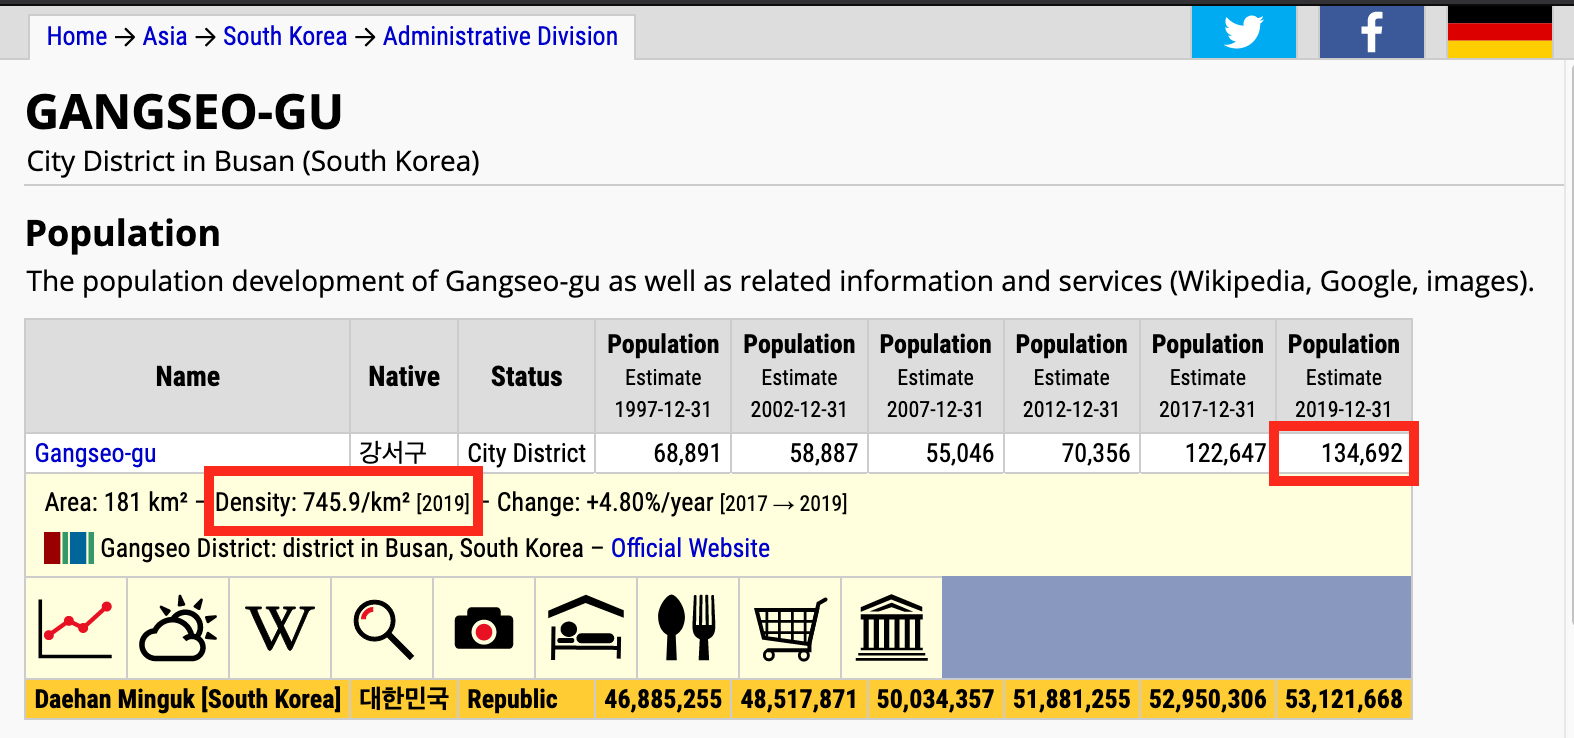 Home → Asia → South Korea → Administrative Division
GANGSEO-GU
City District in Busan (South Korea)
Population
The population development of Gangseo-gu as well as related information and services (Wikipedia, Google, images).
Name Native Status Population Estimate 1997-12-31 Population Estimate 2002-12-31 Population Estimate 2007-12-31 Population Estimate 2012-12-31 Population Estimate 2017-12-31 Population Estimate 2019-12-31
Gangseo-gu 강서구 City District 68,891 58,887 55,046 70,356 122,647 134,692
Area: 181 km² – Density: 745.9/km² [2019] – Change: +4.80%/year [2017 → 2019]
Gangseo District: district in Busan, South Korea – Official Website
W
Daehan Minguk [South Korea] 대한민국 Republic 46,885,255 48,517,871 50,034,357 51,881,255 52,950,306 53,121,668